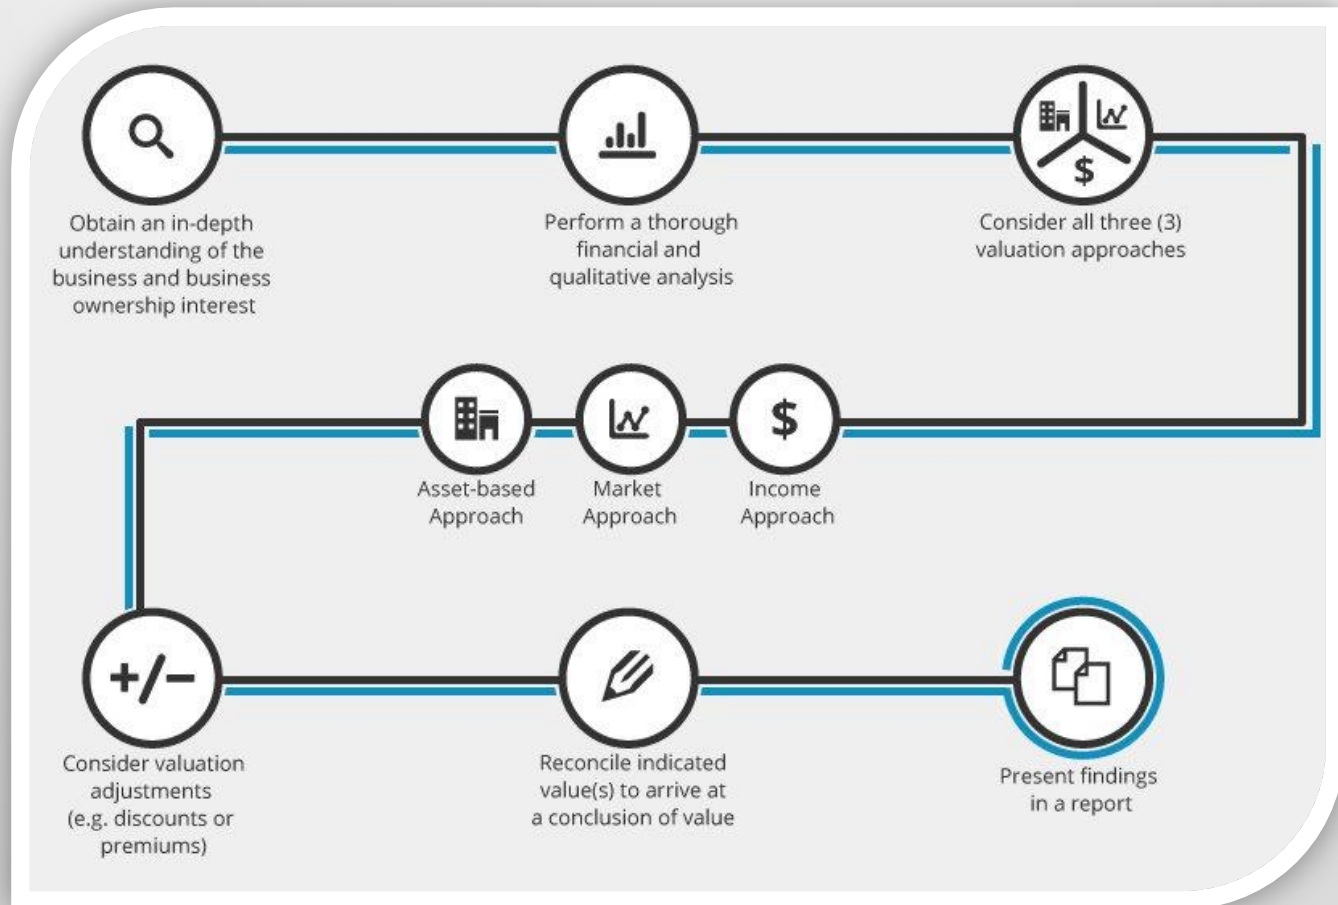 Obtain an in-depth
understanding of the
business and business
ownership interest
Perform a thorough
financial and
qualitative analysis
$
Consider all three (3)
valuation approaches
Asset-based
Approach
Market
Approach
$
Income
Approach
+/−
Consider valuation
adjustments
(e.g. discounts or
premiums)
Reconcile indicated
value(s) to arrive at
a conclusion of value
Present findings
in a report